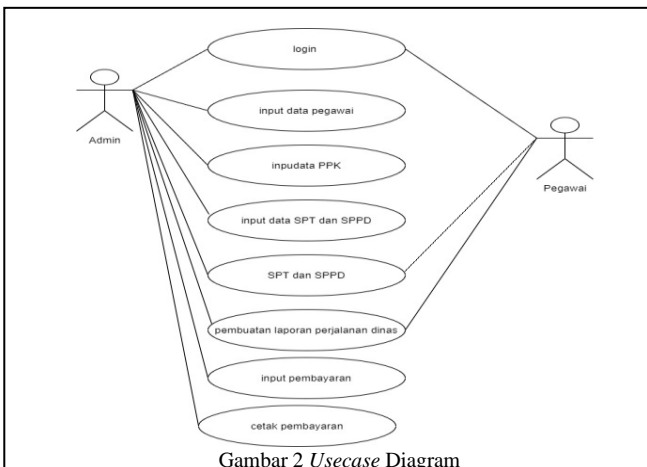 login
input data pegawai
Admin
inpudata PPK
Pegawai
input data SPT dan SPPD
SPT dan SPPD
pembuatan laporan perjalanan dinas
input pembayaran
cetak pembayaran
Gambar 2 Usecase Diagram